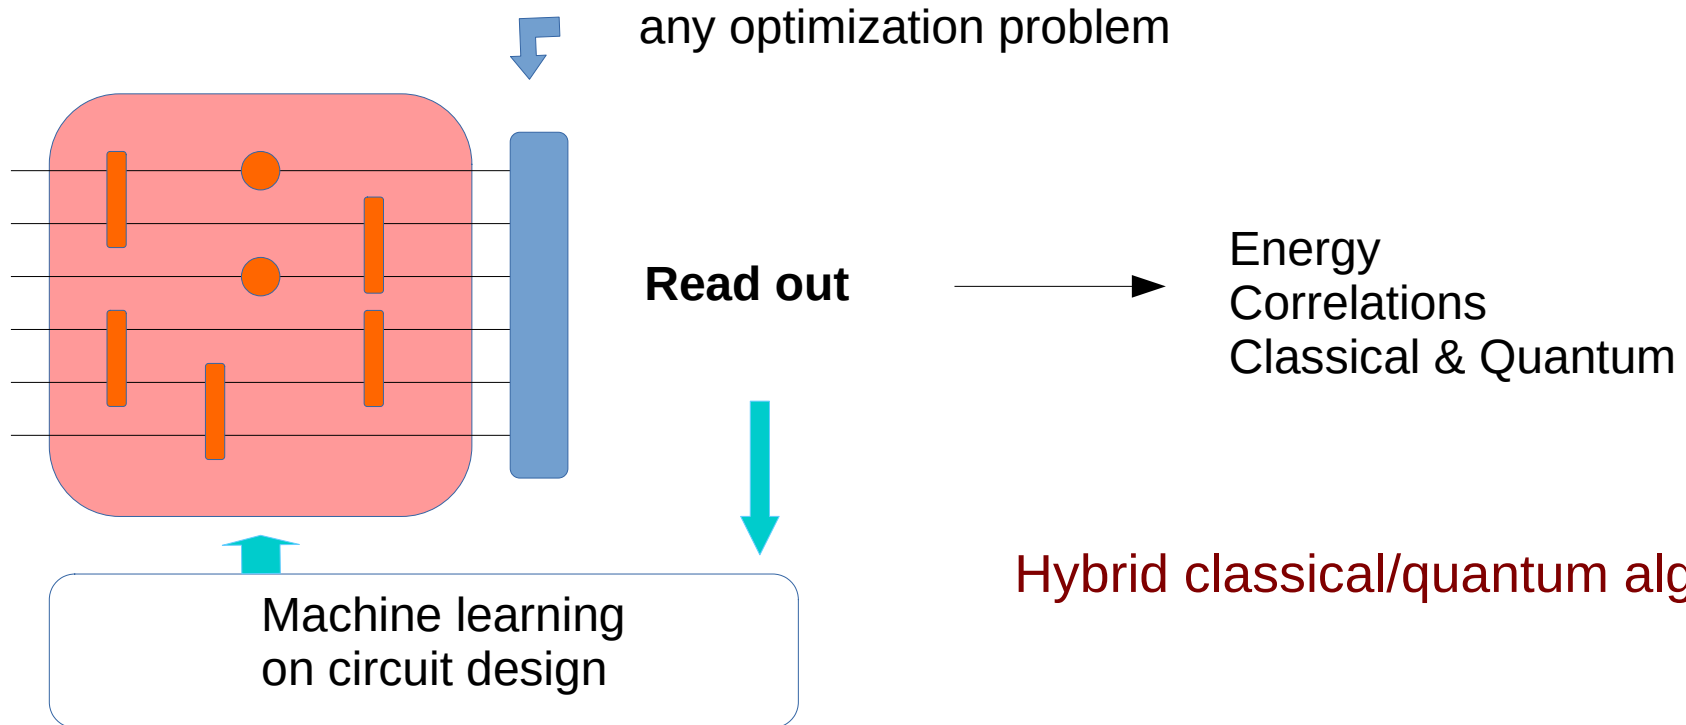 any optimization problem
Read out
Energy
Correlations
Classical & Quantum
Hybrid classical/quantum alg
Machine learning
on circuit design